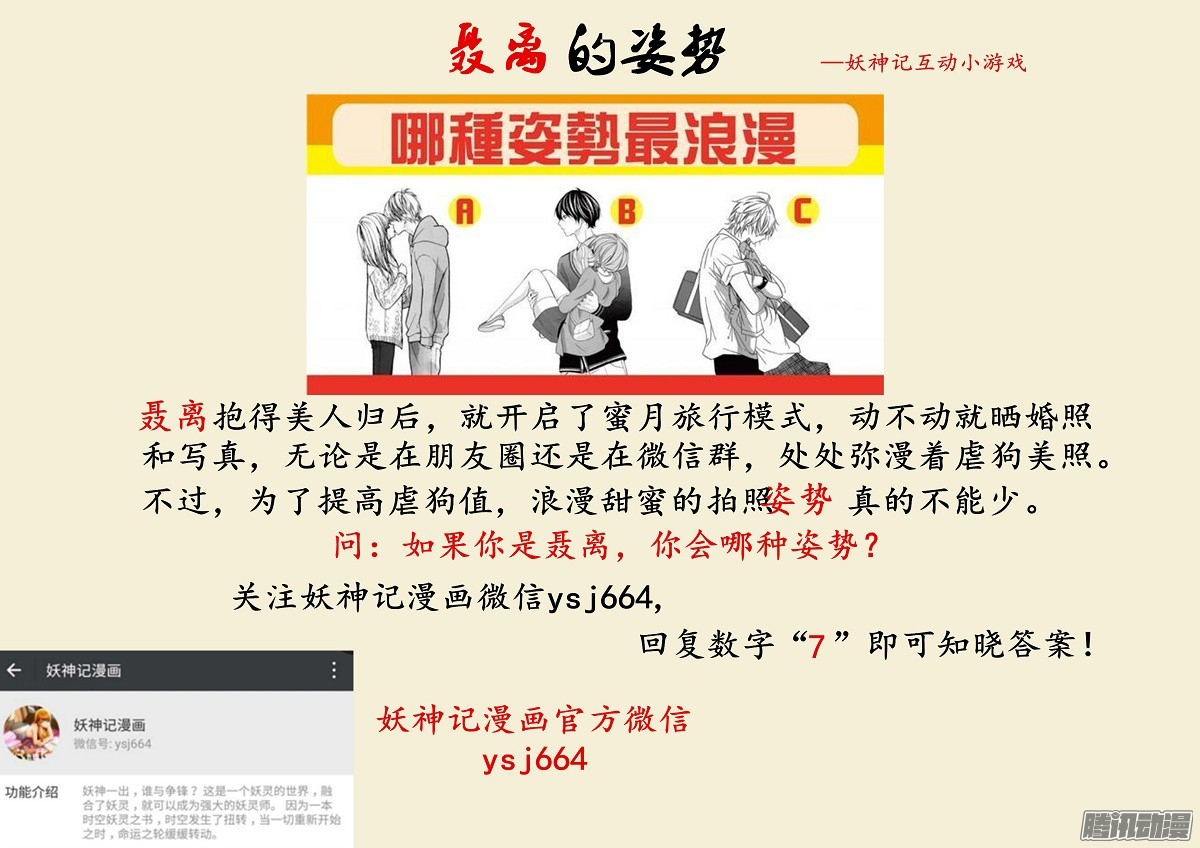 聂离的姿势
—妖神记互动小游戏
哪種姿勢最浪漫
A
B
C
聂离抱得美人归后，就开启了蜜月旅行模式，动不动就晒婚照
和写真，无论是在朋友圈还是在微信群，处处弥漫着虐狗美照。
不过，为了提高虐狗值，浪漫甜蜜的拍照姿势 真的不能少。
问：如果你是聂离，你会哪种姿势？
关注妖神记漫画微信ysj664,
回复数字“7”即可知晓答案！
妖神记漫画
妖神记漫画
微信号: ysj664
功能介绍
妖神一出，谁与争锋？ 这是一个妖灵的世界，融
合了妖灵，就可以成为强大的妖灵师。 因为一本
时空妖灵之书，时空发生了扭转，当一切重新开始
之时，命运之轮缓缓转动。
妖神记漫画官方微信
ysj664
腾讯动漫